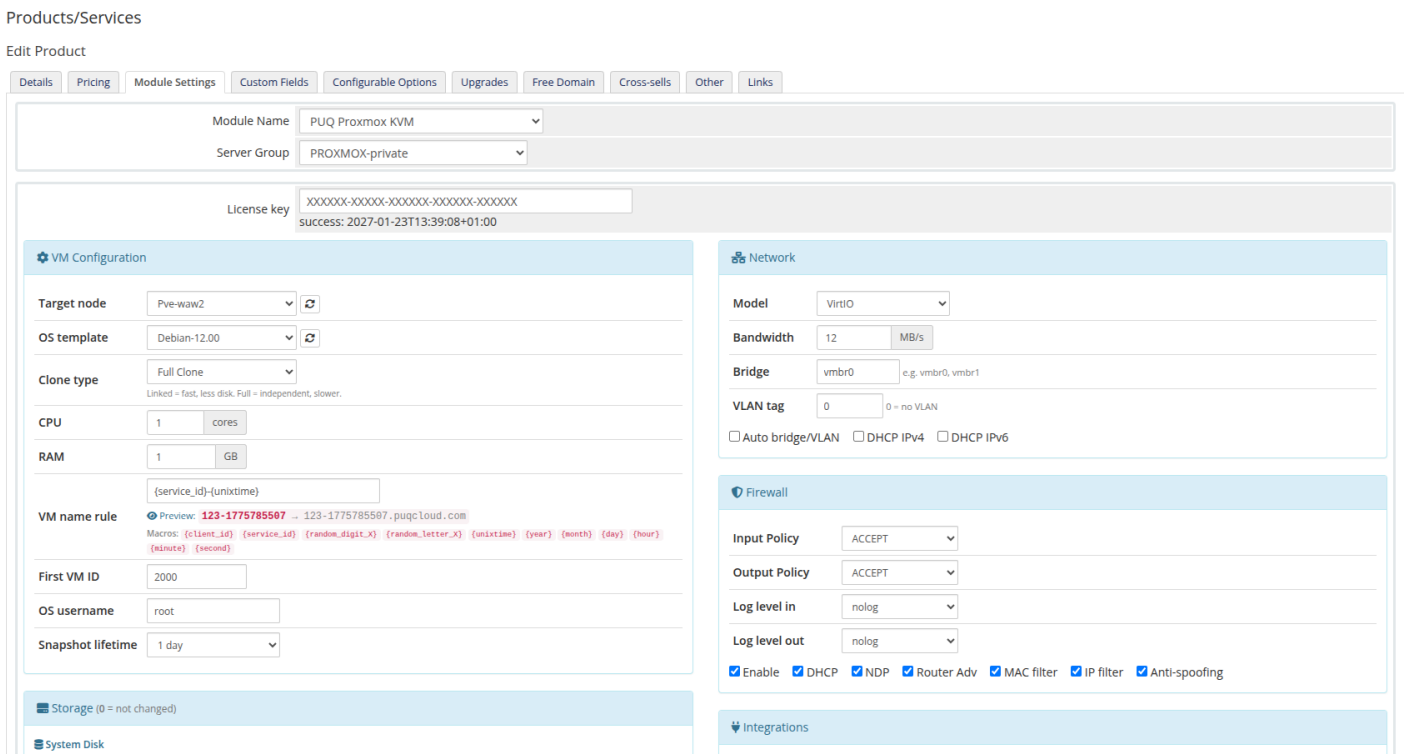 Products/Services
Edit Product
Details Pricing Module Settings Custom Fields Configurable Options Upgrades Free Domain Cross-sells Other Links
Module Name PUQ Proxmox KVM
Server Group PROXMOX-private
License key XXXXXX-XXXXX-XXXXXX-XXXXXX-XXXXXX
success: 2027-01-23T13:39:08+01:00
VM Configuration
Target node Pve-waw2
OS template Debian-12.00
Clone type Full Clone
Linked = fast, less disk. Full = independent, slower.
CPU 1 cores
RAM 1 GB
VM name rule {service_id}-{unixtime}
Preview: 123-1775785507 → 123-1775785507.puqcloud.com
Macros: {client_id} {service_id} {random_digit_X} {random_letter_X} {unixtime} {year} {month} {day} {hour}
{minute} {second}
First VM ID 2000
OS username root
Snapshot lifetime 1 day
Storage (0 = not changed)
System Disk
Network
Model VirtIO
Bandwidth 12 MB/s
Bridge vmbr0 e.g. vmbr0, vmbr1
VLAN tag 0 0 = no VLAN
Auto bridge/VLAN DHCP IPv4 DHCP IPv6
Firewall
Input Policy ACCEPT
Output Policy ACCEPT
Log level in nolog
Log level out nolog
Enable DHCP NDP Router Adv MAC filter IP filter Anti-spoofing
Integrations